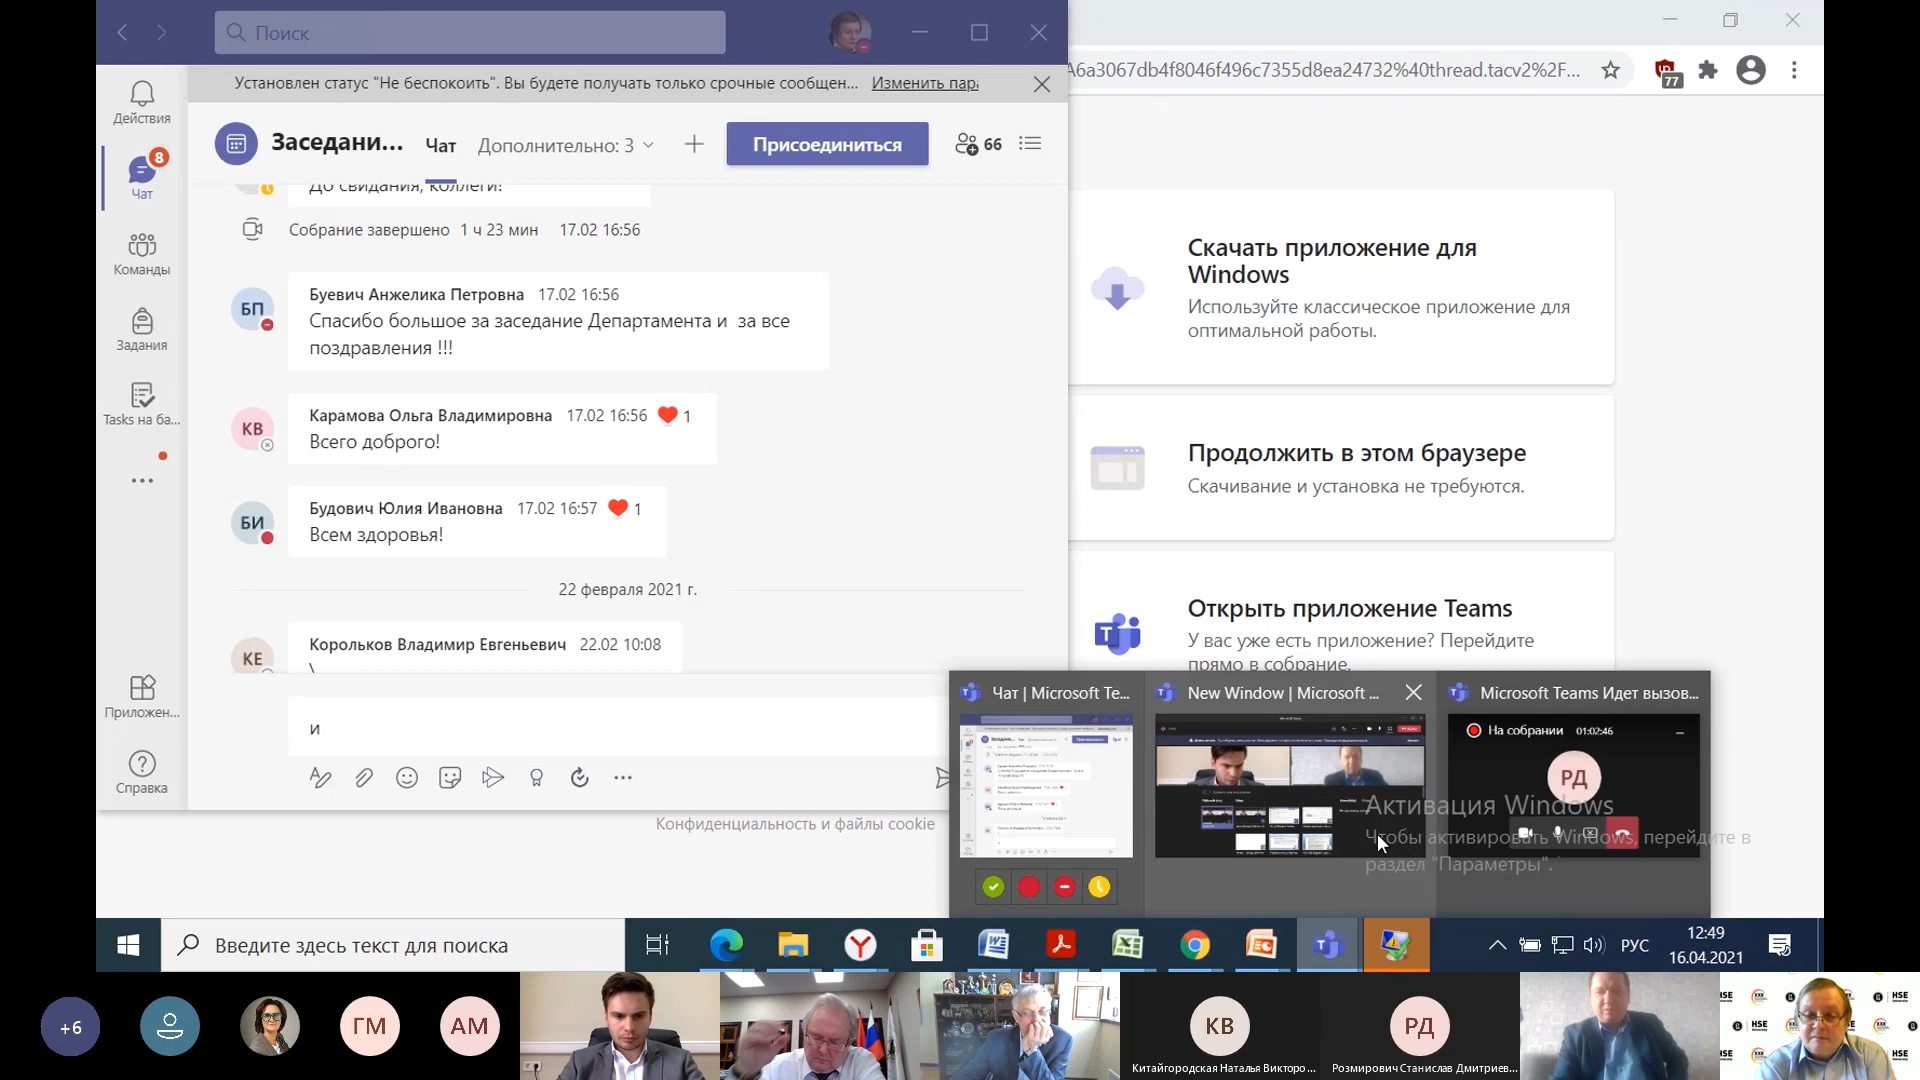 Поиск
Установлен статус "Не беспокоить". Вы будете получать только срочные сообщен... Изменить пара
Действия
8
Чат
Команды
Задания
Tasks на ба...
Приложен...
Справка
Заседани...
Чат
Дополнительно: 3
Присоединиться
66
До свидания, коллеги!
Собрание завершено 1 ч 23 мин 17.02 16:56
БП
Буевич Анжелика Петровна 17.02 16:56
Спасибо большое за заседание Департамента и за все
поздравления !!!
КВ
Карамова Ольга Владимировна 17.02 16:56 1
Всего доброго!
БИ
Будович Юлия Ивановна 17.02 16:57 1
Всем здоровья!
22 февраля 2021 г.
КЕ
Корольков Владимир Евгеньевич 22.02 10:08
\
и
A6a3067db4f8046f496c7355d8ea24732%40thread.tacv2%2F...
77
Скачать приложение для
Windows
Используйте классическое приложение для
оптимальной работы.
Продолжить в этом браузере
Скачивание и установка не требуются.
Открыть приложение Teams
У вас уже есть приложение? Перейдите
прямо в собрание.
Конфиденциальность и файлы cookie
Чат | Microsoft Te...
New Window | Microsoft ...
Microsoft Teams Идет вызов...
На собрании 01:02:46
РД
Активация Windows
Чтобы активировать Windows, перейдите в
раздел "Параметры".
Введите здесь текст для поиска
РУС
12:49
16.04.2021
+6
ГМ
АМ
КВ
Китайгородская Наталья Викторо...
РД
Розмирович Станислав Дмитриев...
HSE
HSE
HSE